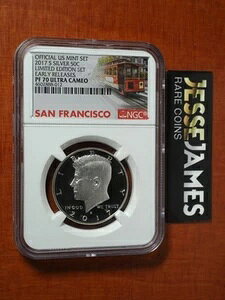 OFFICIAL US MINT SET
2017 S SILVER 50C
LIMITED EDITION SET
EARLY RELEASES
PF 70 ULTRA CAMEO
SAN FRANCISCO
NGC
LIBERTY
IN GOD WE TRUST
2017
JESSE JAMES
RARE COINS